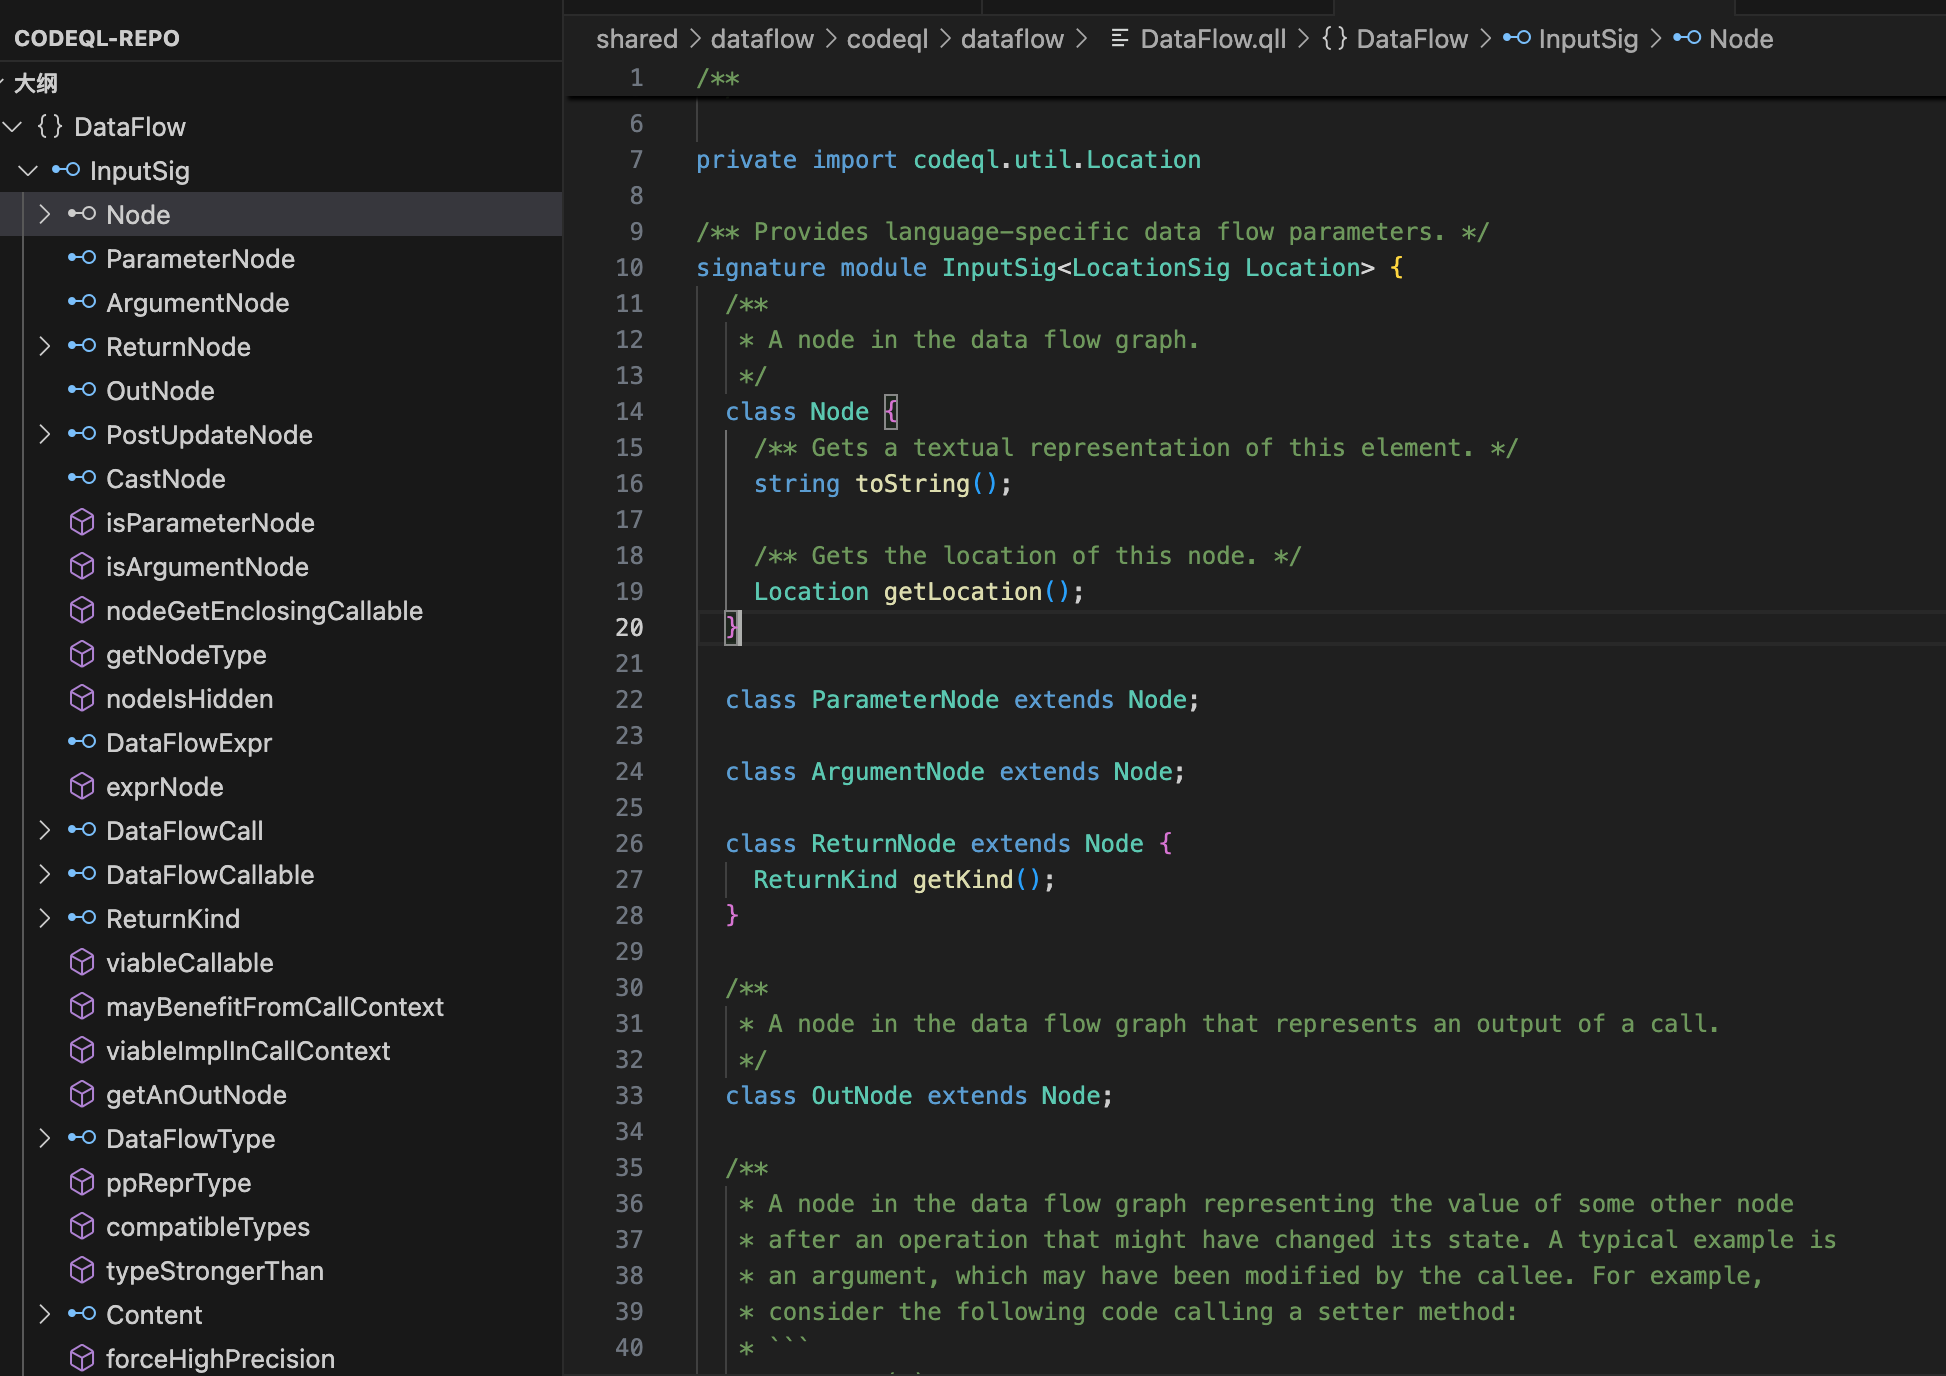 CODEQL-REPO
大纲
{} DataFlow
InputSig
Node
ParameterNode
ArgumentNode
ReturnNode
OutNode
PostUpdateNode
CastNode
isParameterNode
isArgumentNode
nodeGetEnclosingCallable
getNodeType
nodeIsHidden
DataFlowExpr
exprNode
DataFlowCall
DataFlowCallable
ReturnKind
viableCallable
mayBenefitFromCallContext
viableImplInCallContext
getAnOutNode
DataFlowType
ppReprType
compatibleTypes
typeStrongerThan
Content
forceHighPrecision
shared > dataflow > codeql > dataflow > DataFlow.qll > {} DataFlow > InputSig > Node
1 /**
6
7 private import codeql.util.Location
8
9 /** Provides language-specific data flow parameters. */
10 signature module InputSig<LocationSig Location> {
11 /**
12 * A node in the data flow graph.
13 */
14 class Node {
15 /** Gets a textual representation of this element. */
16 string toString();
17
18 /** Gets the location of this node. */
19 Location getLocation();
20 }
21
22 class ParameterNode extends Node;
23
24 class ArgumentNode extends Node;
25
26 class ReturnNode extends Node {
27 ReturnKind getKind();
28 }
29
30 /**
31 * A node in the data flow graph that represents an output of a call.
32 */
33 class OutNode extends Node;
34
35 /**
36 * A node in the data flow graph representing the value of some other node
37 * after an operation that might have changed its state. A typical example is
38 * an argument, which may have been modified by the callee. For example,
39 * consider the following code calling a setter method:
40 * ```